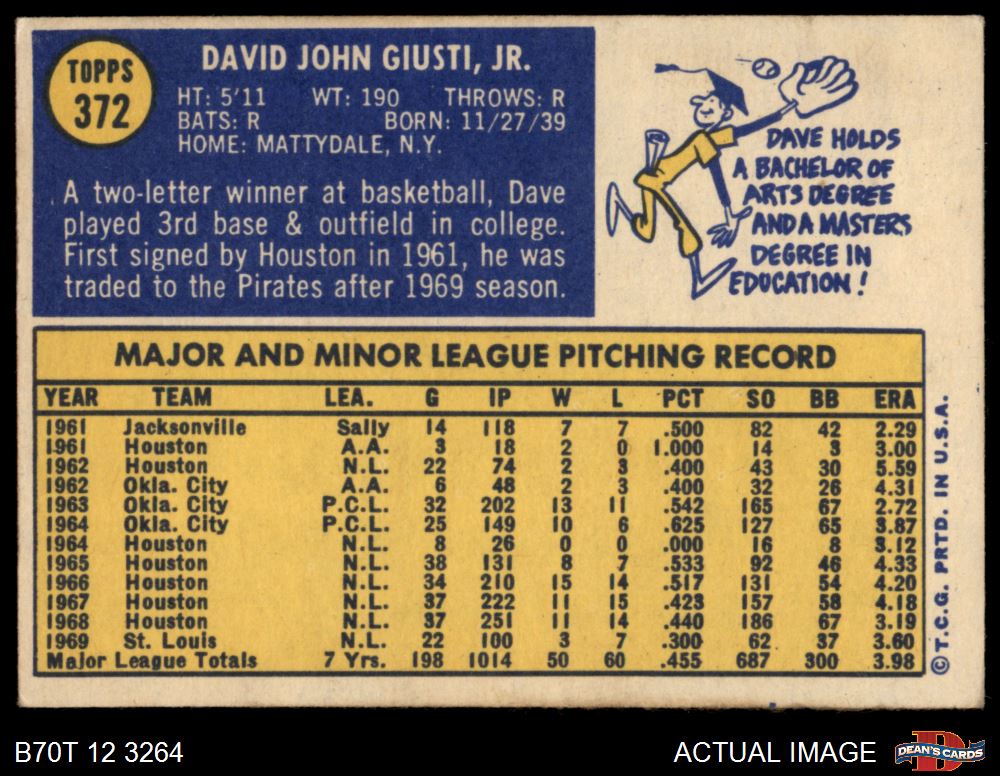 TOPPS
372
DAVID JOHN GIUSTI, JR.
HT: 5'11 WT: 190 THROWS: R
BATS: R BORN: 11/27/39
HOME: MATTYDALE, N.Y.
A two-letter winner at basketball, Dave
played 3rd base & outfield in college.
First signed by Houston in 1961, he was
traded to the Pirates after 1969 season.
DAVE HOLDS
A BACHELOR OF
ARTS DEGREE
AND A MASTERS
DEGREE IN
EDUCATION!
MAJOR AND MINOR LEAGUE PITCHING RECORD
YEAR TEAM LEA. G IP W L PCT SO BB ERA
1961 Jacksonville Sally 14 118 7 7 .500 82 42 2.29
1961 Houston A.A. 3 18 2 0 1.000 14 3 3.00
1962 Houston N.L. 22 74 2 3 .400 43 30 5.59
1962 Okla. City A.A. 6 48 2 3 .400 32 26 4.31
1963 Okla. City P.C.L. 32 202 13 11 .542 165 67 2.72
1964 Okla. City P.C.L. 25 149 10 6 .625 127 65 3.87
1964 Houston N.L. 8 26 0 0 .000 16 8 3.12
1965 Houston N.L. 38 131 8 7 .533 92 46 4.33
1966 Houston N.L. 34 210 15 14 .517 131 54 4.20
1967 Houston N.L. 37 222 11 15 .423 157 58 4.18
1968 Houston N.L. 37 251 11 14 .440 186 67 3.19
1969 St. Louis N.L. 22 100 3 7 .300 62 37 3.60
Major League Totals 7 Yrs. 198 1014 50 60 .455 687 300 3.98
© T.C.G. PRTD. IN U.S.A.
B70T 12 3264
ACTUAL IMAGE
D
DEAN'S CARDS